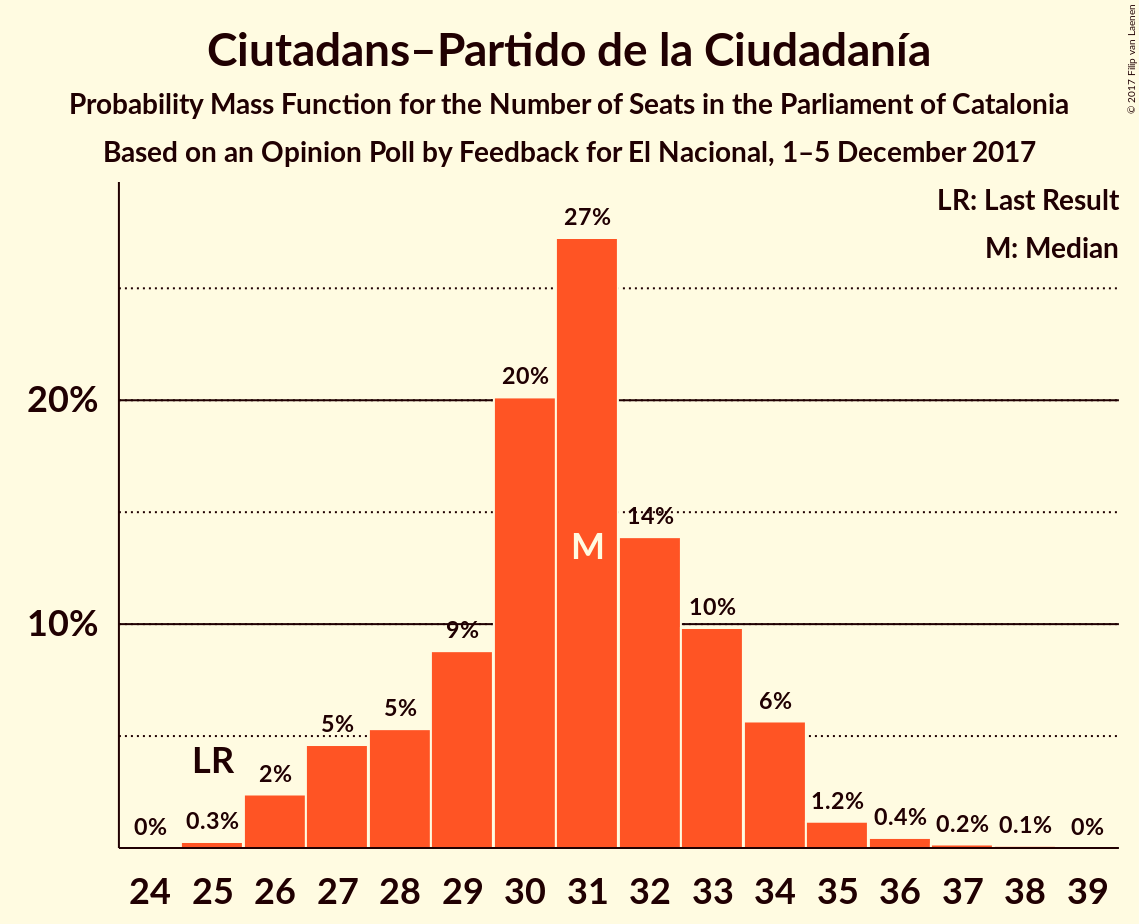 Ciutadans–Partido de la Ciudadanía
Probability Mass Function for the Number of Seats in the Parliament of Catalonia
Based on an Opinion Poll by Feedback for El Nacional, 1–5 December 2017
© 2017 Filip van Laenen
LR: Last Result
M: Median
27%
20%
20%
14%
M
10%
10%
9%
6%
5%
5%
LR
2%
1.2%
0% 0.3% 0.4% 0.2% 0.1% 0%
24 25 26 27 28 29 30 31 32 33 34 35 36 37 38 39